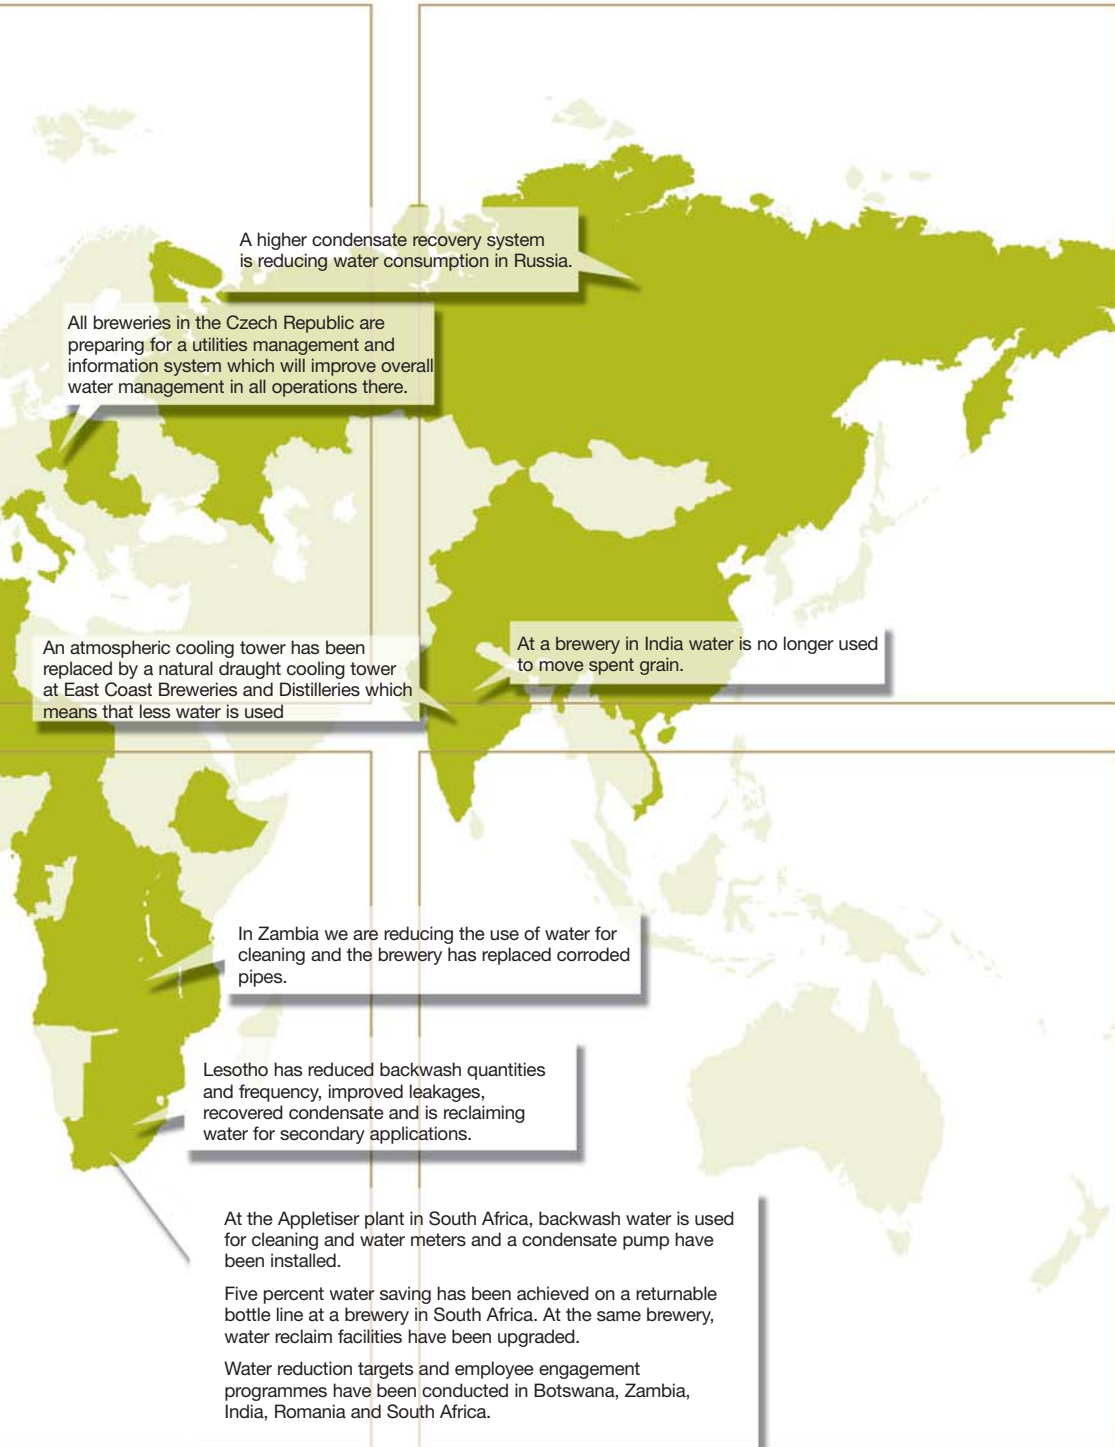 A higher condensate recovery system
is reducing water consumption in Russia.
All breweries in the Czech Republic are
preparing for a utilities management and
information system which will improve overall
water management in all operations there.
An atmospheric cooling tower has been
replaced by a natural draught cooling tower
at East Coast Breweries and Distilleries which
means that less water is used
At a brewery in India water is no longer used
to move spent grain.
In Zambia we are reducing the use of water for
cleaning and the brewery has replaced corroded
pipes.
Lesotho has reduced backwash quantities
and frequency, improved leakages,
recovered condensate and is reclaiming
water for secondary applications.
At the Appletiser plant in South Africa, backwash water is used
for cleaning and water meters and a condensate pump have
been installed.
Five percent water saving has been achieved on a returnable
bottle line at a brewery in South Africa. At the same brewery,
water reclaim facilities have been upgraded.
Water reduction targets and employee engagement
programmes have been conducted in Botswana, Zambia,
India, Romania and South Africa.